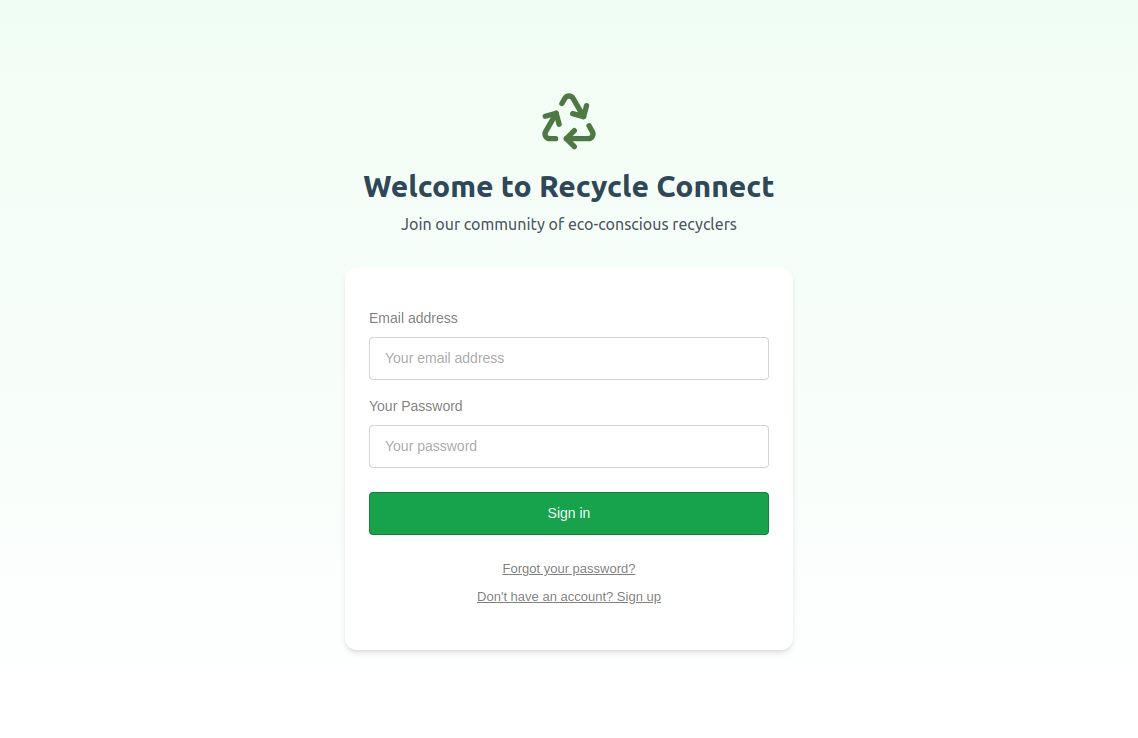 Welcome to Recycle Connect
Join our community of eco-conscious recyclers
Email address
Your email address
Your Password
Your password
Sign in
Forgot your password?
Don't have an account? Sign up